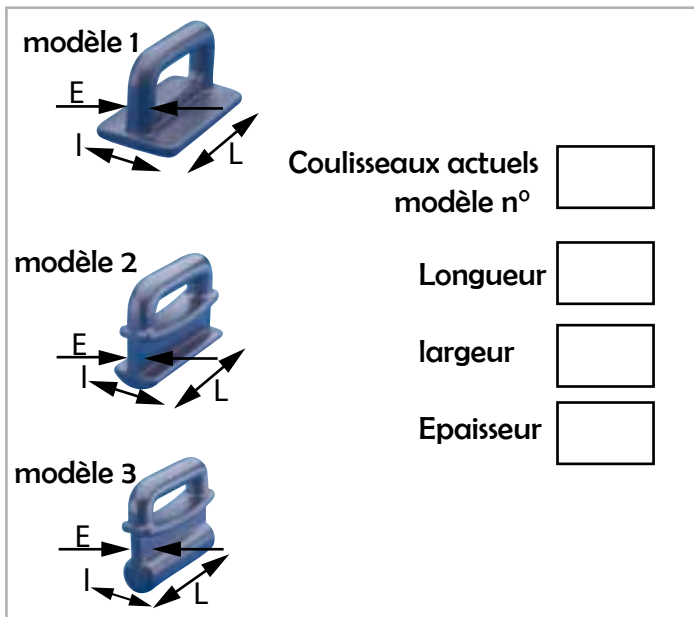 modèle 1
E
l
L
modèle 2
E
l
L
modèle 3
E
l
L
Coulisseaux actuels
modèle n°
Longueur
largeur
Epaisseur